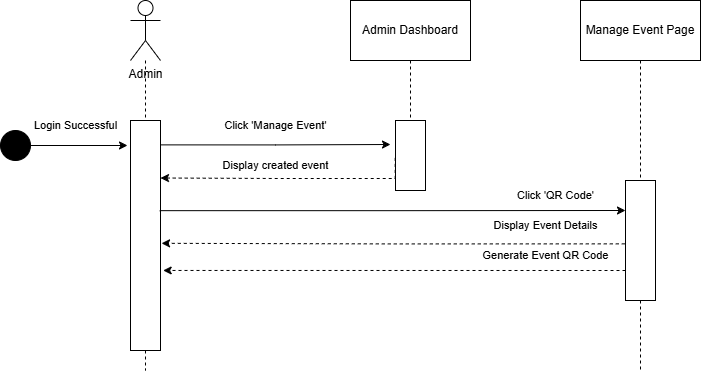 Admin Dashboard
Manage Event Page
Admin
Login Successful
Click 'Manage Event'
Display created event
Click 'QR Code'
Display Event Details
Generate Event QR Code